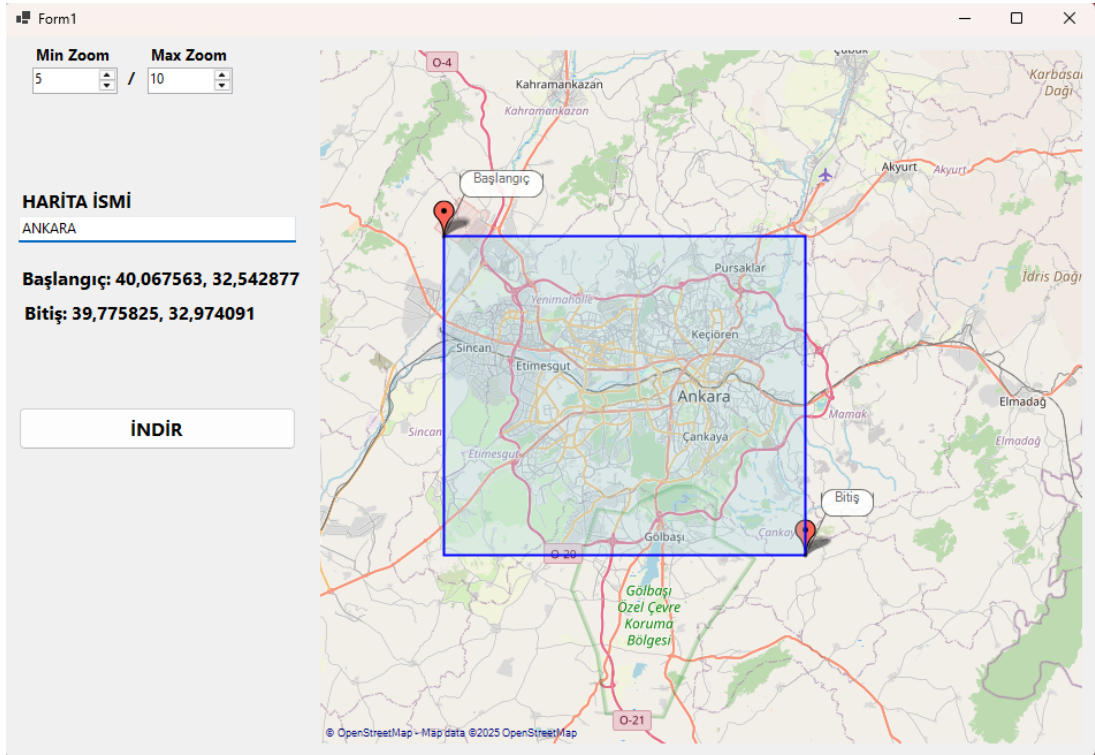 Form1
Min Zoom Max Zoom
5 / 10
HARİTA İSMİ
ANKARA
Başlangıç: 40,067563, 32,542877
Bitiş: 39,775825, 32,974091
İNDİR
Çubuk
O-4
Karbasan
Dağı
Kahramankazan
Kahramankazan
Akyurt
Akyurt
Başlangıç
Pursaklar
İdris Dağı
Yenimahalle
Keçiören
Sincan
Etimesgut
Ankara
Elmadağ
Mamak
Sincan
Çankaya
Elmadağ
Etimesgut
Bitiş
Gölbaşı
Çankaya
O-20
Gölbaşı
Özel Çevre
Koruma
Bölgesi
O-21
© OpenStreetMap - Map data ©2025 OpenStreetMap